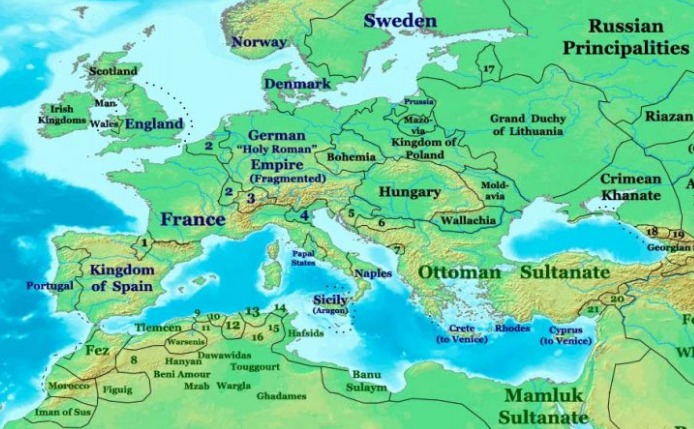 Sweden
Russian
Principalities
Norway
Scotland
17
Denmark
Prussia
Irish
Kingdoms
Man
Wales
England
Mazo-
via
Grand Duchy
of Lithuania
Riazan
German
"Holy Roman"
Empire
(Fragmented)
2
Bohemia
Kingdom of
Poland
Hungary
Mold-
avia
Crimean
Khanate
2
3
France
4
5
6
Wallachia
18
19
Georgian
1
Papal
States
7
Kingdom
of Spain
Portugal
Naples
Ottoman Sultanate
Sicily
(Aragon)
Crete
(to Venice)
Rhodes
Cyprus
(to Venice)
20
21
9
10
13
14
Tlemcen
11
12
15
16
Hafsids
Fez
Warsenis
8
Hanyan
Dawawidas
Beni Amour
Touggourt
Mzab
Wargla
Ghadames
Morocco
Figuig
Iman of Sus
Banu
Sulaym
Mamluk
Sultanate